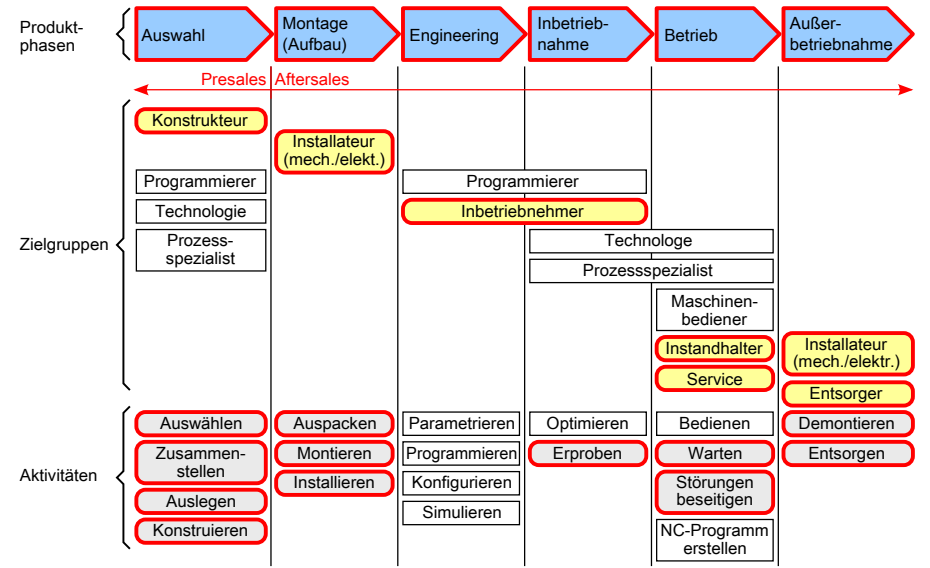 Produkt-
phasen
Auswahl
Montage
(Aufbau)
Engineering
Inbetrieb-
nahme
Betrieb
Außer-
betriebnahme
Presales
Aftersales
Zielgruppen
Konstrukteur
Installateur
(mech./elekt.)
Programmierer
Programmierer
Technologie
Inbetriebnehmer
Prozess-
spezialist
Technologe
Prozessspezialist
Maschinen-
bediener
Instandhalter
Installateur
(mech./elektr.)
Service
Entsorger
Aktivitäten
Auswählen
Auspacken
Parametrieren
Optimieren
Bedienen
Demontieren
Zusammen-
stellen
Montieren
Programmieren
Erproben
Warten
Entsorgen
Installieren
Konfigurieren
Störungen
beseitigen
Auslegen
Simulieren
Konstruieren
NC-Programm
erstellen